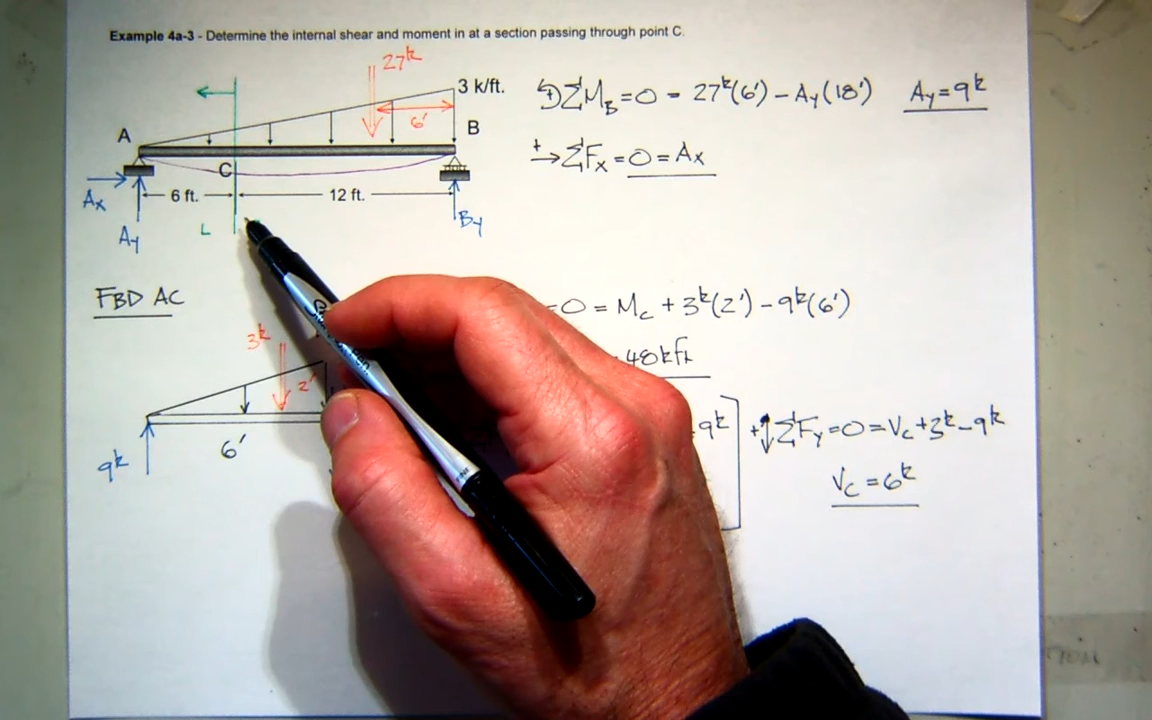 Example 4a-3 - Determine the internal shear and moment in at a section passing through point C.
27k
3 k/ft.
6'
A
B
C
6 ft.
12 ft.
Ax
Ay
By
L
+ΣMB=0 = 27k(6') - Ay(18') Ay=9k
+→ΣFx=0=Ax
FBD AC
3k
2'
9k
6'
=0 = Mc + 3k(2') - 9k(6')
48kft
9k
+↓ΣFy=0=Vc+3k-9k
Vc=6k